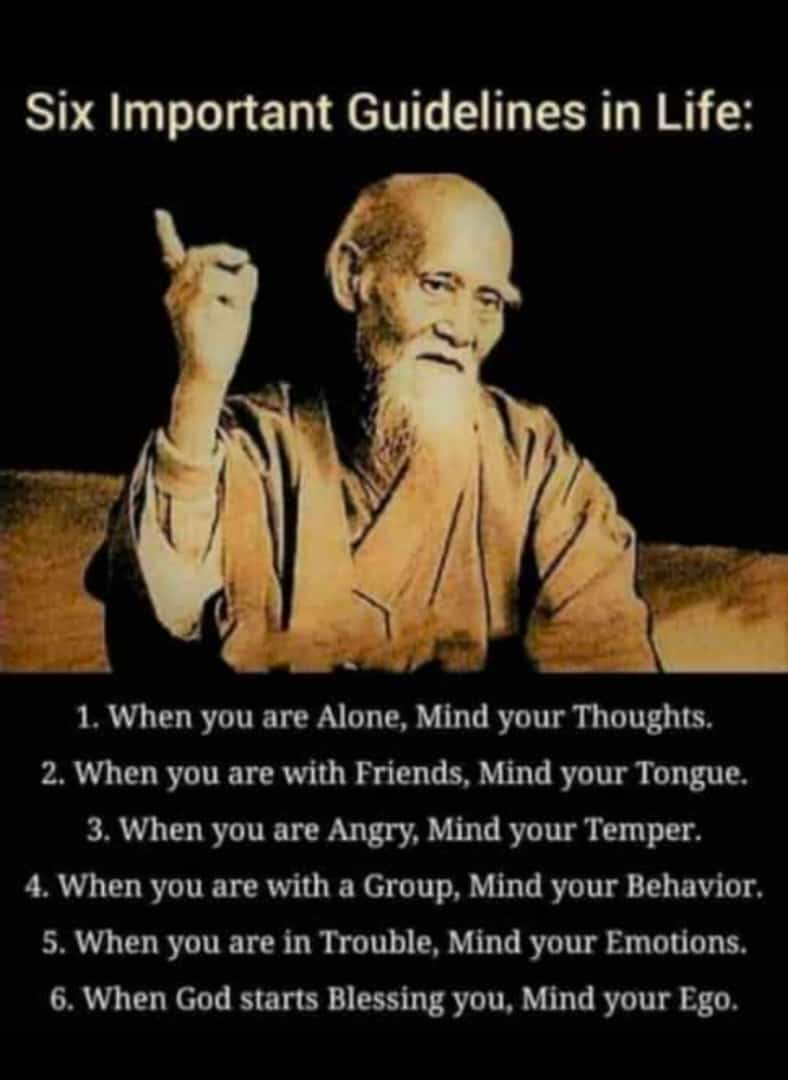 Six Important Guidelines in Life:
1. When you are Alone, Mind your Thoughts.
2. When you are with Friends, Mind your Tongue.
3. When you are Angry, Mind your Temper.
4. When you are with a Group, Mind your Behavior.
5. When you are in Trouble, Mind your Emotions.
6. When God starts Blessing you, Mind your Ego.